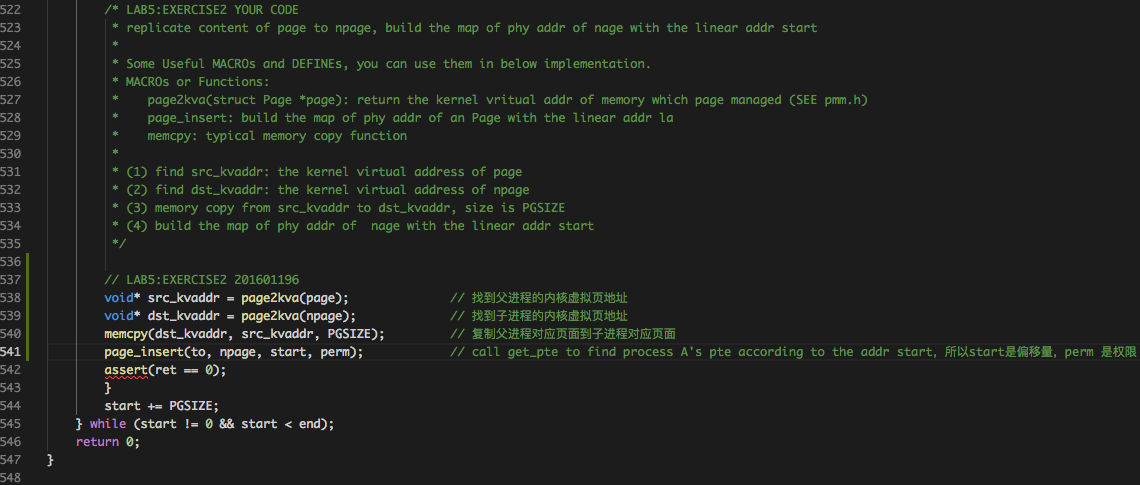 522 /* LAB5:EXERCISE2 YOUR CODE
523 * replicate content of page to npage, build the map of phy addr of nage with the linear addr start
524 *
525 * Some Useful MACROs and DEFINEs, you can use them in below implementation.
526 * MACROs or Functions:
527 *    page2kva(struct Page *page): return the kernel vritual addr of memory which page managed (SEE pmm.h)
528 *    page_insert: build the map of phy addr of an Page with the linear addr la
529 *    memcpy: typical memory copy function
530 *
531 * (1) find src_kvaddr: the kernel virtual address of page
532 * (2) find dst_kvaddr: the kernel virtual address of npage
533 * (3) memory copy from src_kvaddr to dst_kvaddr, size is PGSIZE
534 * (4) build the map of phy addr of  nage with the linear addr start
535 */
536
537 // LAB5:EXERCISE2 201601196
538 void* src_kvaddr = page2kva(page); // 找到父进程的内核虚拟页地址
539 void* dst_kvaddr = page2kva(npage); // 找到子进程的内核虚拟页地址
540 memcpy(dst_kvaddr, src_kvaddr, PGSIZE); // 复制父进程对应页面到子进程对应页面
541 page_insert(to, npage, start, perm); // call get_pte to find process A's pte according to the addr start, 所以start是偏移量, perm 是权限
542 assert(ret == 0);
543 }
544 start += PGSIZE;
545 } while (start != 0 && start < end);
546 return 0;
547 }
548